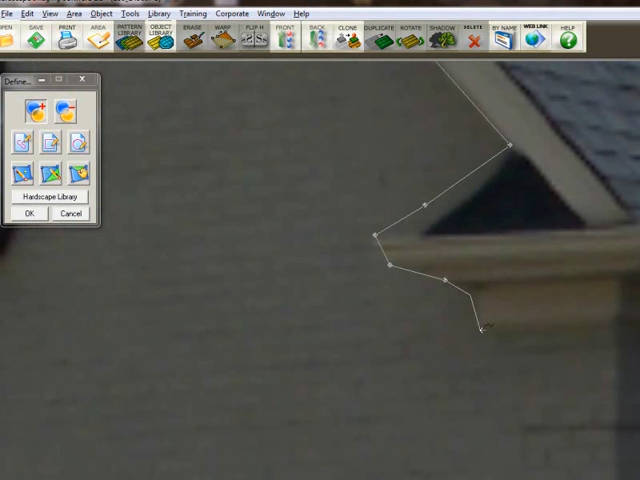 File Edit View Area Object Tools Library Training Corporate Window Help
OPEN SAVE PRINT AREA PATTERN LIBRARY OBJECT LIBRARY ERASE WARP FLIP H FRONT BACK CLONE DUPLICATE ROTATE SHADOW DELETE BY NAME WEB LINK HELP
Define...
Hardscape Library
OK Cancel